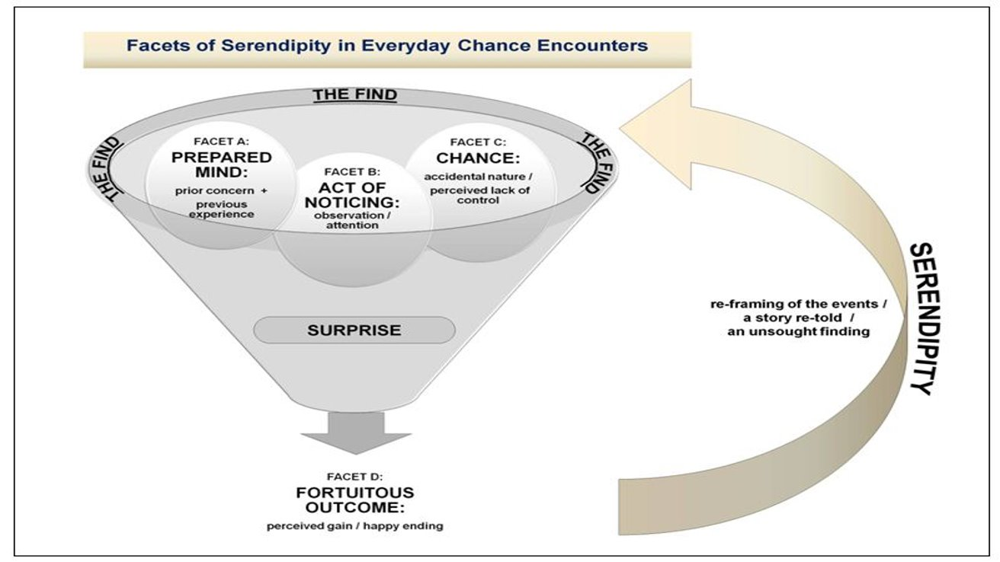 Facets of Serendipity in Everyday Chance Encounters
THE FIND
THE FIND
THE FIND
FACET A:
PREPARED
MIND:
prior concern +
previous
experience
FACET B:
ACT OF
NOTICING:
observation /
attention
FACET C:
CHANCE:
accidental nature /
perceived lack of
control
SURPRISE
FACET D:
FORTUITOUS
OUTCOME:
perceived gain / happy ending
re-framing of the events /
a story re-told /
an unsought finding
SERENDIPITY